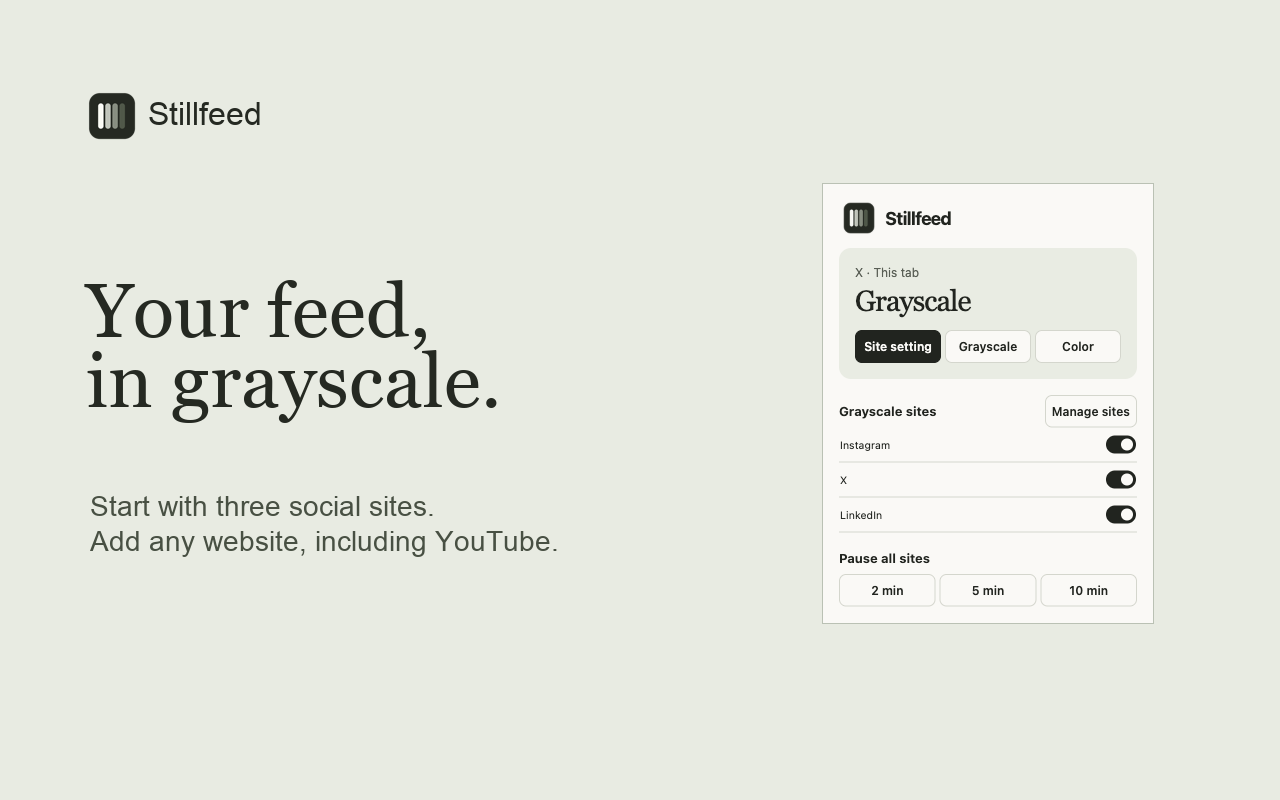 Stillfeed
Your feed,
in grayscale.
Start with three social sites.
Add any website, including YouTube.
Stillfeed
X · This tab
Grayscale
Site setting Grayscale Color
Grayscale sites Manage sites
Instagram
X
LinkedIn
Pause all sites
2 min 5 min 10 min